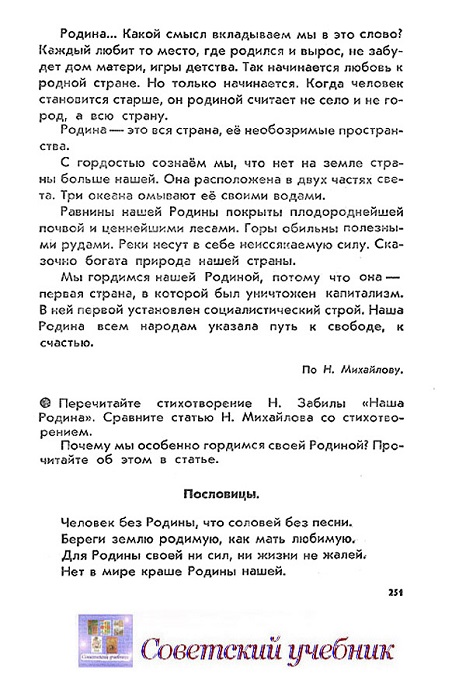 Родина... Какой смысл вкладываем мы в это слово?
Каждый любит то место, где родился и вырос, не забу-
дет дом матери, игры детства. Так начинается любовь к
родной стране. Но только начинается. Когда человек
становится старше, он родиной считает не село и не го-
род, а всю страну.
Родина — это вся страна, её необозримые простран-
ства.
С гордостью сознаём мы, что нет на земле стра-
ны больше нашей. Она расположена в двух частях све-
та. Три океана омывают её своими водами.
Равнины нашей Родины покрыты плодороднейшей
почвой и ценнейшими лесами. Горы обильны полезны-
ми рудами. Реки несут в себе неиссякаемую силу. Ска-
зочно богата природа нашей страны.
Мы гордимся нашей Родиной, потому что она —
первая страна, в которой был уничтожен капитализм.
В ней первой установлен социалистический строй. Наша
Родина всем народам указала путь к свободе, к
счастью.
По Н. Михайлову.
Перечитайте стихотворение Н. Забилы «Наша
Родина». Сравните статью Н. Михайлова со стихотво-
рением.
Почему мы особенно гордимся своей Родиной? Про-
читайте об этом в статье.
Пословицы.
Человек без Родины, что соловей без песни.
Береги землю родимую, как мать любимую.
Для Родины своей ни сил, ни жизни не жалей.
Нет в мире краше Родины нашей.
251
Советский учебник